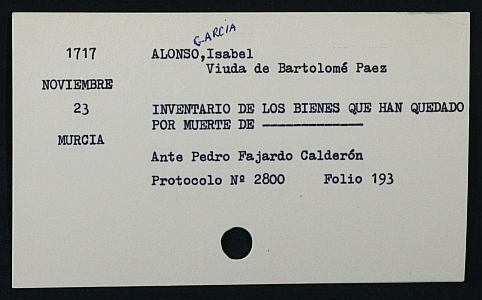 1717
NOVIEMBRE
23
MURCIA
GARCIA
ALONSO, Isabel
Viuda de Bartolomé Paez
INVENTARIO DE LOS BIENES QUE HAN QUEDADO
POR MUERTE DE -------------
Ante Pedro Fajardo Calderón
Protocolo Nº 2800 Folio 193